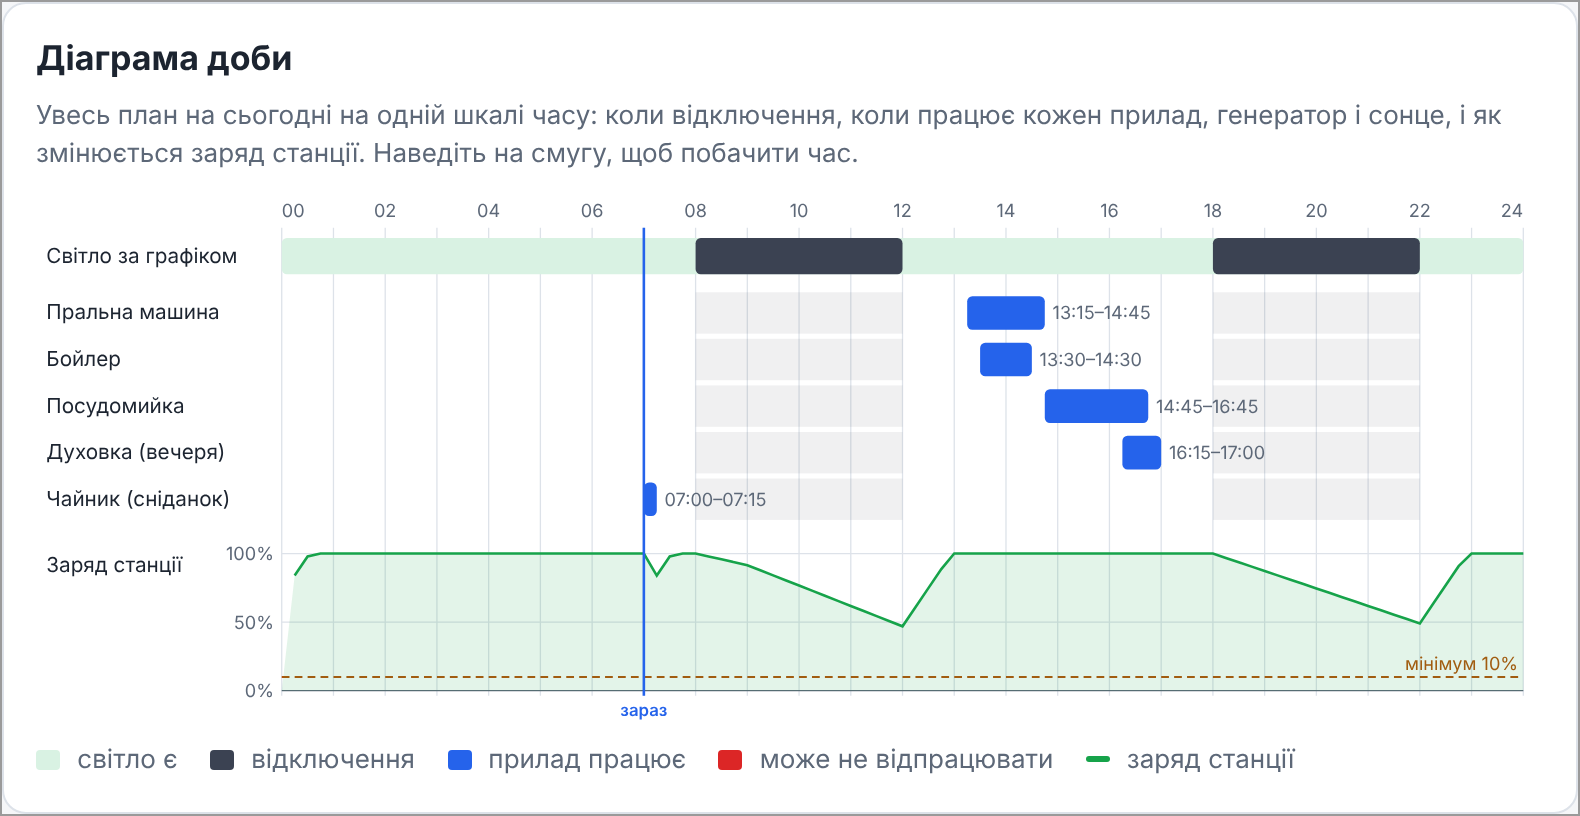 Діаграма доби
Увесь план на сьогодні на одній шкалі часу: коли відключення, коли працює кожен прилад, генератор і сонце, і як
змінюється заряд станції. Наведіть на смугу, щоб побачити час.
00 02 04 06 08 10 12 14 16 18 20 22 24
Світло за графіком
Пральна машина 13:15–14:45
Бойлер 13:30–14:30
Посудомийка 14:45–16:45
Духовка (вечеря) 16:15–17:00
Чайник (сніданок) 07:00–07:15
Заряд станції 100%
50%
мінімум 10%
0%
зараз
світло є відключення прилад працює може не відпрацювати заряд станції